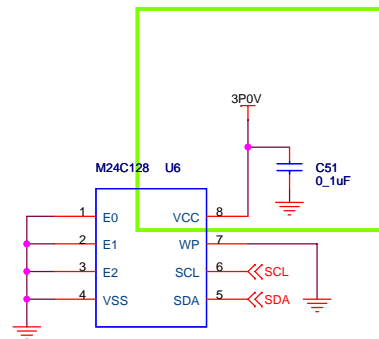 3P0V
C51
0_1uF
M24C128 U6
1 E0 VCC 8
2 E1 WP 7
3 E2 SCL 6 SCL
4 VSS SDA 5 SDA